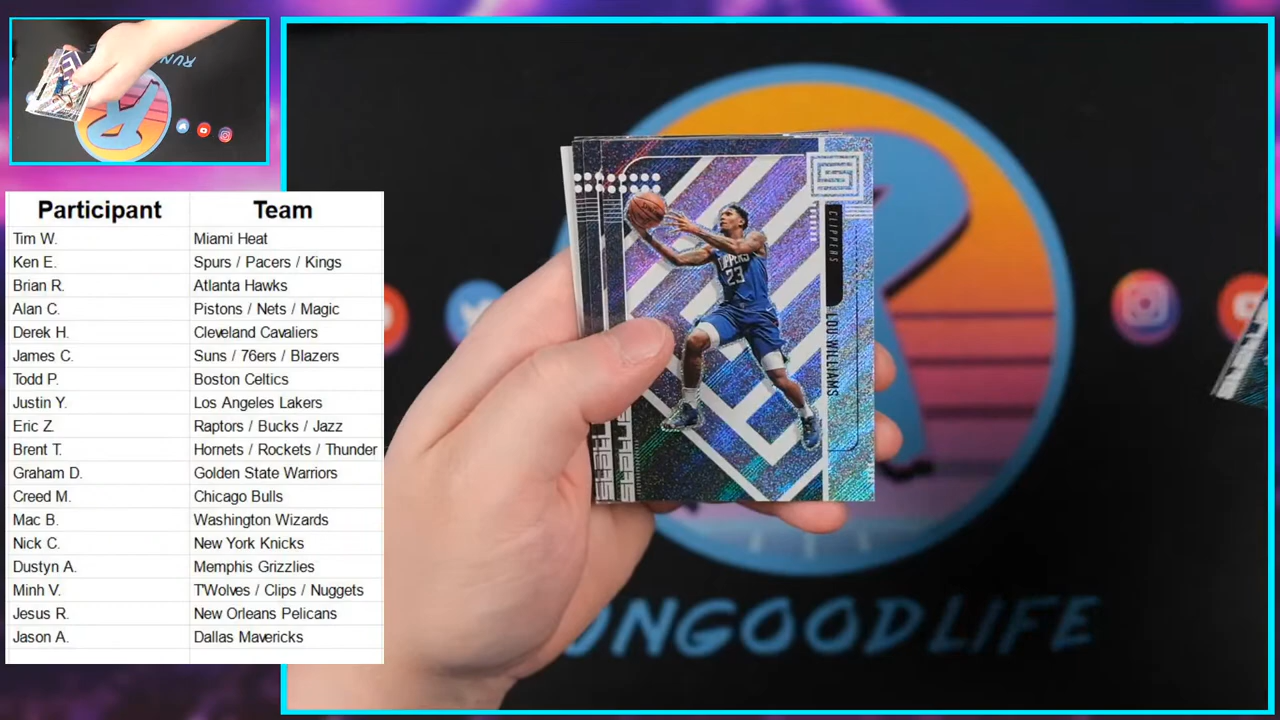 Participant Team
Tim W. Miami Heat
Ken E. Spurs / Pacers / Kings
Brian R. Atlanta Hawks
Alan C. Pistons / Nets / Magic
Derek H. Cleveland Cavaliers
James C. Suns / 76ers / Blazers
Todd P. Boston Celtics
Justin Y. Los Angeles Lakers
Eric Z. Raptors / Bucks / Jazz
Brent T. Hornets / Rockets / Thunder
Graham D. Golden State Warriors
Creed M. Chicago Bulls
Mac B. Washington Wizards
Nick C. New York Knicks
Dustyn A. Memphis Grizzlies
Minh V. T'Wolves / Clips / Nuggets
Jesus R. New Orleans Pelicans
Jason A. Dallas Mavericks
CLIPPERS
LOU WILLIAMS
CLIPPERS
23
UNGOODLIFE